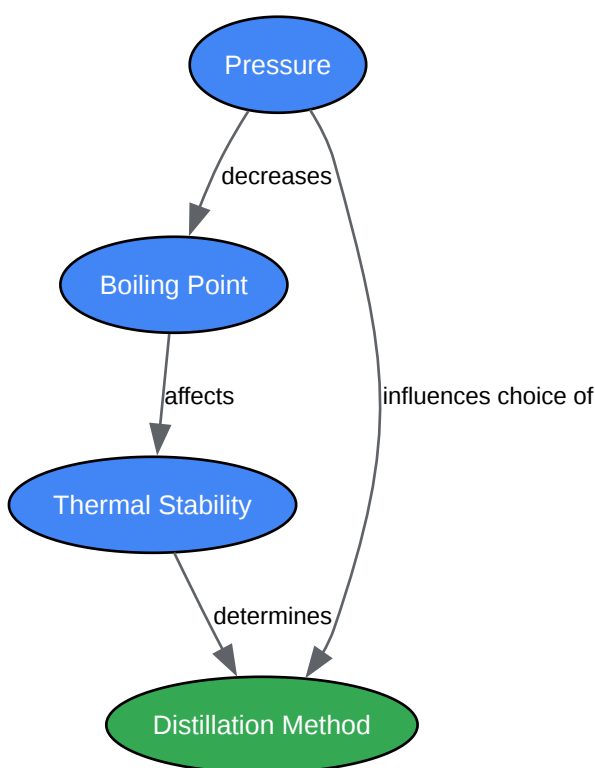 Pressure
decreases
Boiling Point
affects
influences choice of
Thermal Stability
determines
Distillation Method